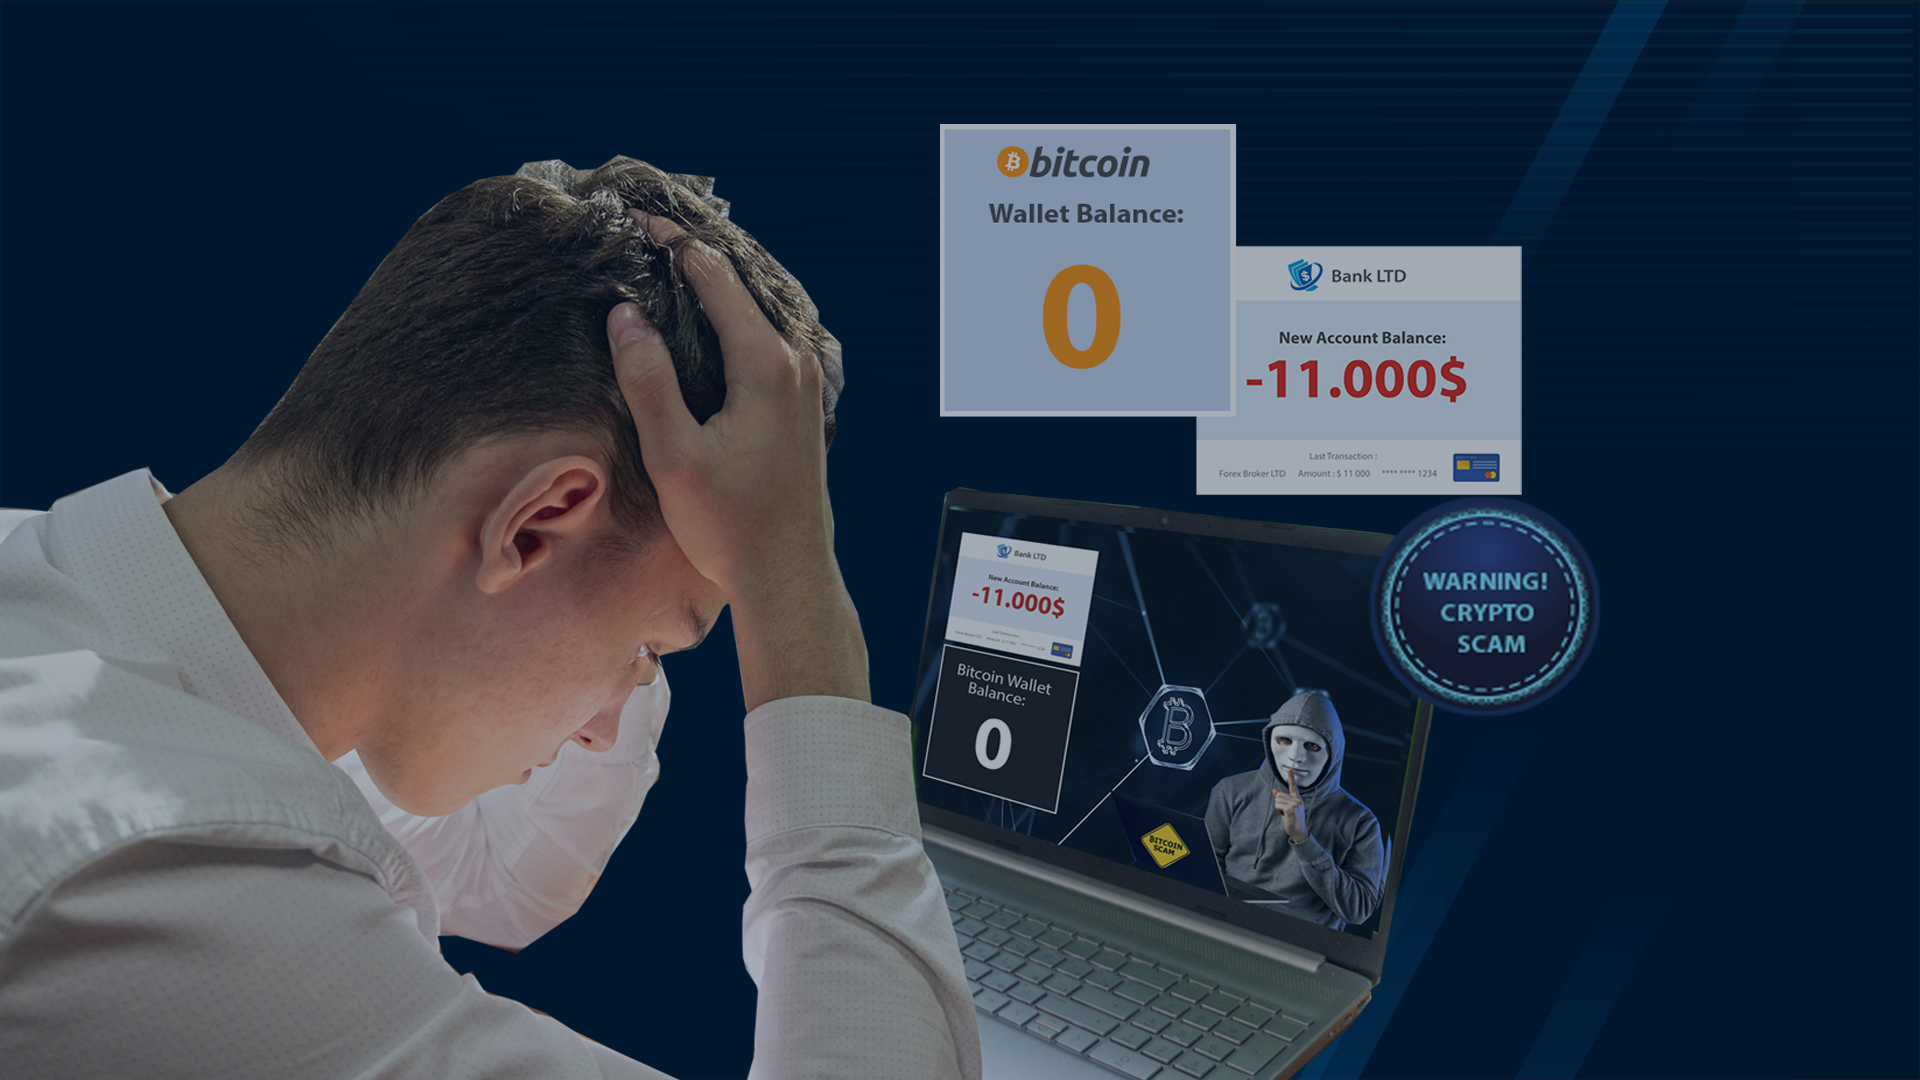 bitcoin
Wallet Balance:
0
Bank LTD
New Account Balance:
-11.000$
Last Transaction :
Forex Broker LTD Amount : $ 11 000 **** **** 1234
WARNING!
CRYPTO
SCAM
Bank LTD
New Account Balance:
-11.000$
Bitcoin Wallet
Balance:
0
BITCOIN
SCAM